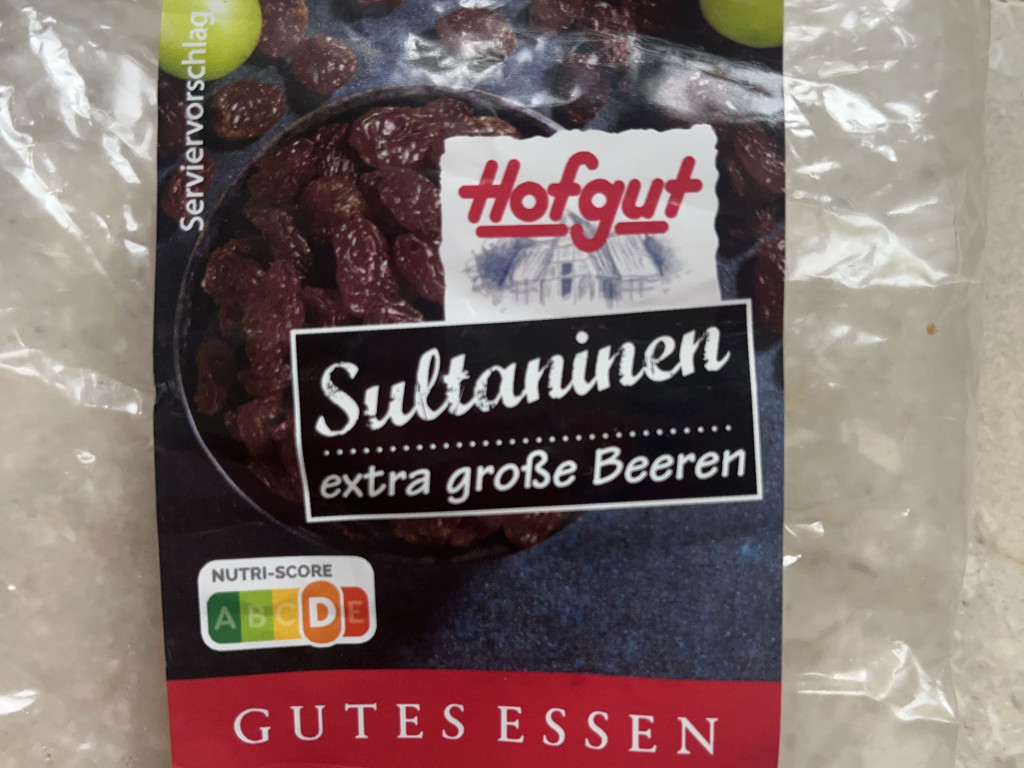 Serviervorschlag
Hofgut
Sultaninen
extra große Beeren
NUTRI-SCORE
A B C D E
GUTES ESSEN